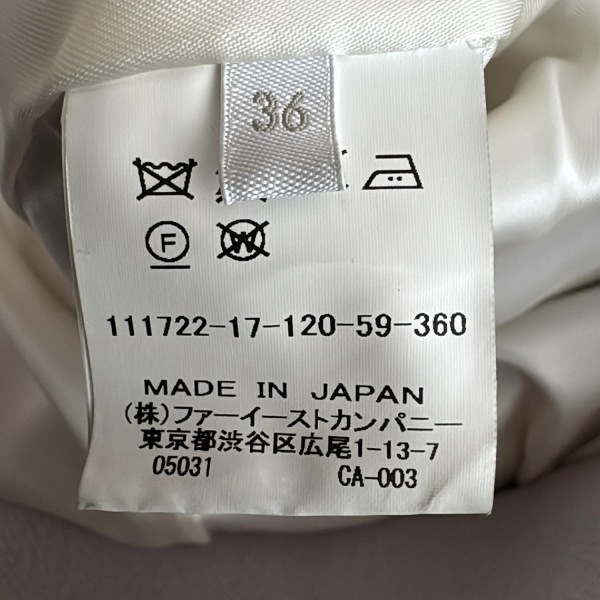 36
F
W
111722-17-120-59-360
MADE IN JAPAN
(株)ファーイーストカンパニー
東京都渋谷区広尾1-13-7
05031 CA-003